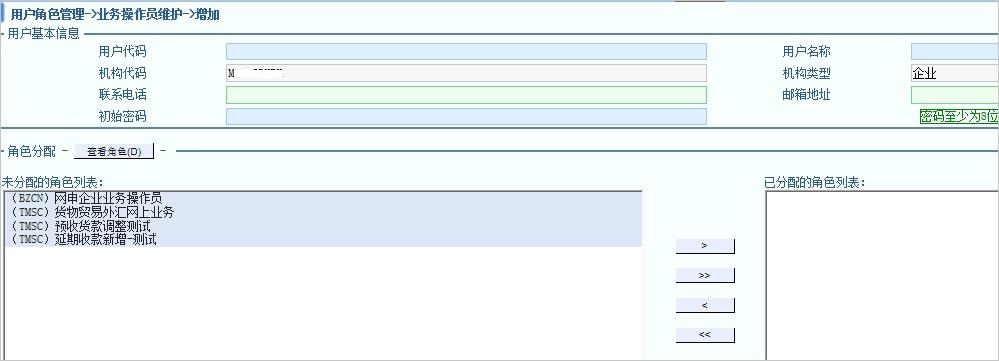 用户角色管理->业务操作员维护->增加
用户基本信息
用户代码 用户名称
机构代码 M 机构类型 企业
联系电话 邮箱地址
初始密码 密码至少为8位
角色分配 - 查看角色(D) -
未分配的角色列表： 已分配的角色列表：
（BZCN）网申企业业务操作员
（TMSC）货物贸易外汇网上业务
（TMSC）预收货款调整测试
（TMSC）延期收款新增-测试
>
>>
<
<<